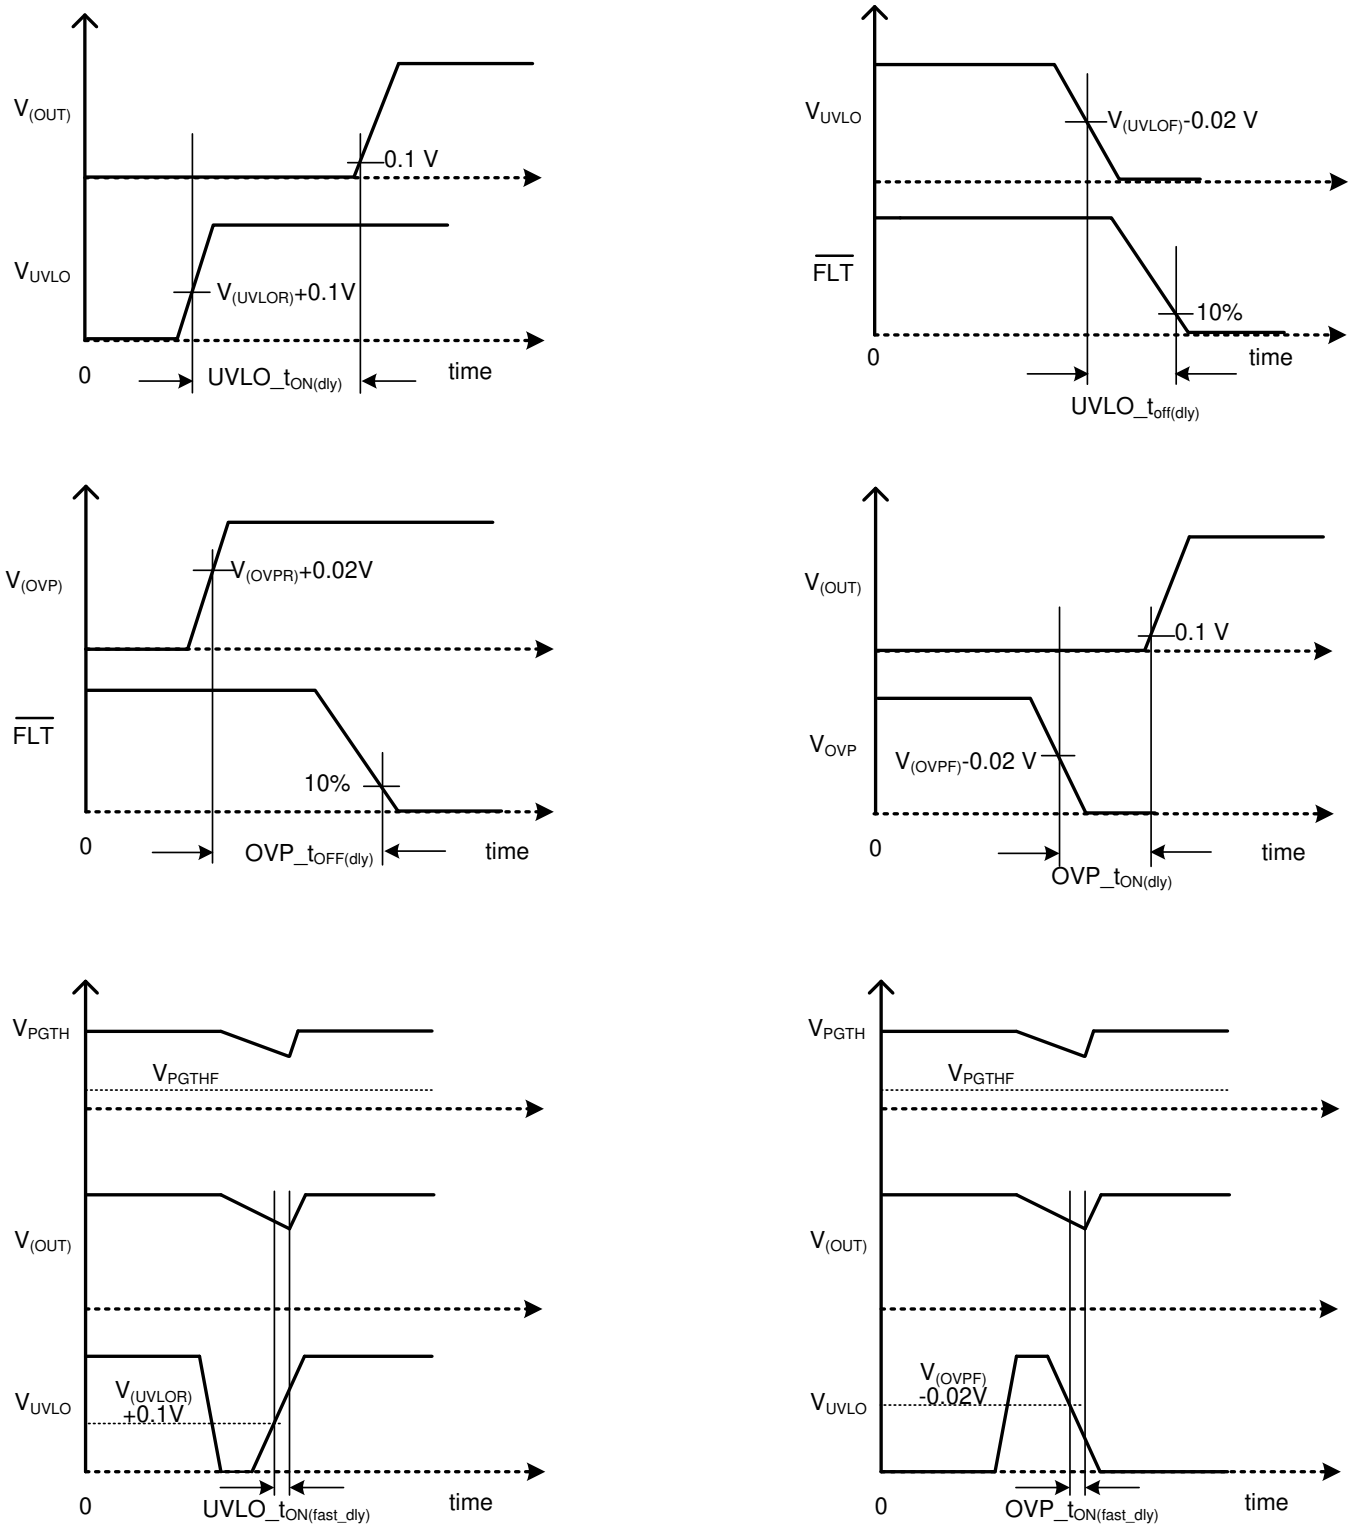 V(OUT)
0.1 V
VUVLO
V(UVLOR)+0.1V
0
UVLO_tON(dly)
time
VUVLO
V(UVLOF)-0.02 V
FLT
10%
0
time
UVLO_toff(dly)
V(OVP)
V(OVPR)+0.02V
FLT
10%
0
OVP_tOFF(dly)
time
V(OUT)
0.1 V
VOVP
V(OVPF)-0.02 V
0
time
OVP_tON(dly)
VPGTH
VPGTHF
V(OUT)
VUVLO
V(UVLOR)
+0.1V
0
UVLO_tON(fast_dly)
time
VPGTH
VPGTHF
V(OUT)
VUVLO
V(OVPF)
-0.02V
0
OVP_tON(fast_dly)
time